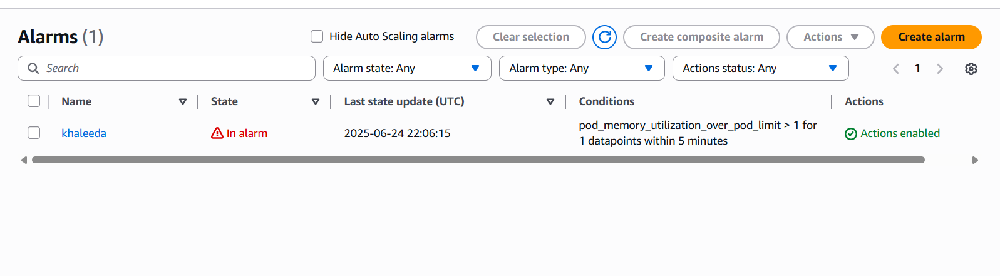 Alarms (1)
Hide Auto Scaling alarms
Clear selection
Create composite alarm
Actions
Create alarm
Search
Alarm state: Any
Alarm type: Any
Actions status: Any
1
Name
State
Last state update (UTC)
Conditions
Actions
khaleeda
In alarm
2025-06-24 22:06:15
pod_memory_utilization_over_pod_limit > 1 for
1 datapoints within 5 minutes
Actions enabled